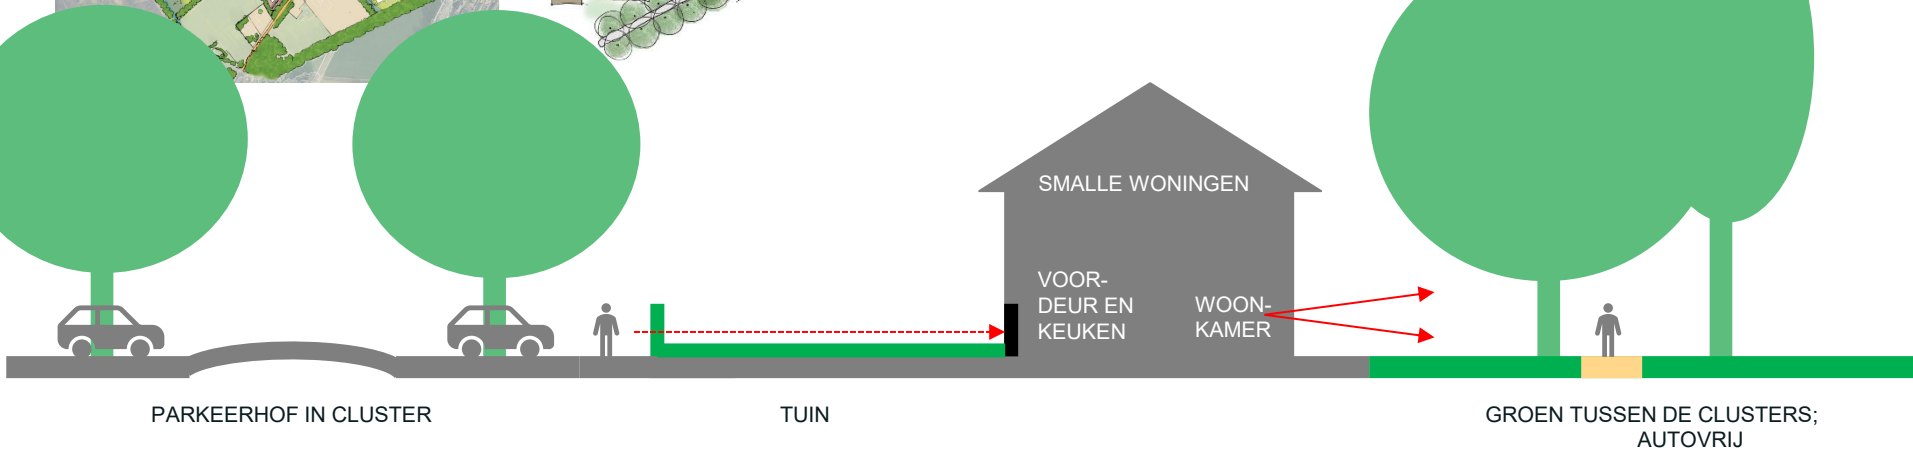 SMALLE WONINGEN
VOOR-
DEUR EN
KEUKEN
WOON-
KAMER
PARKEERHOF IN CLUSTER
TUIN
GROEN TUSSEN DE CLUSTERS;
AUTOVRIJ